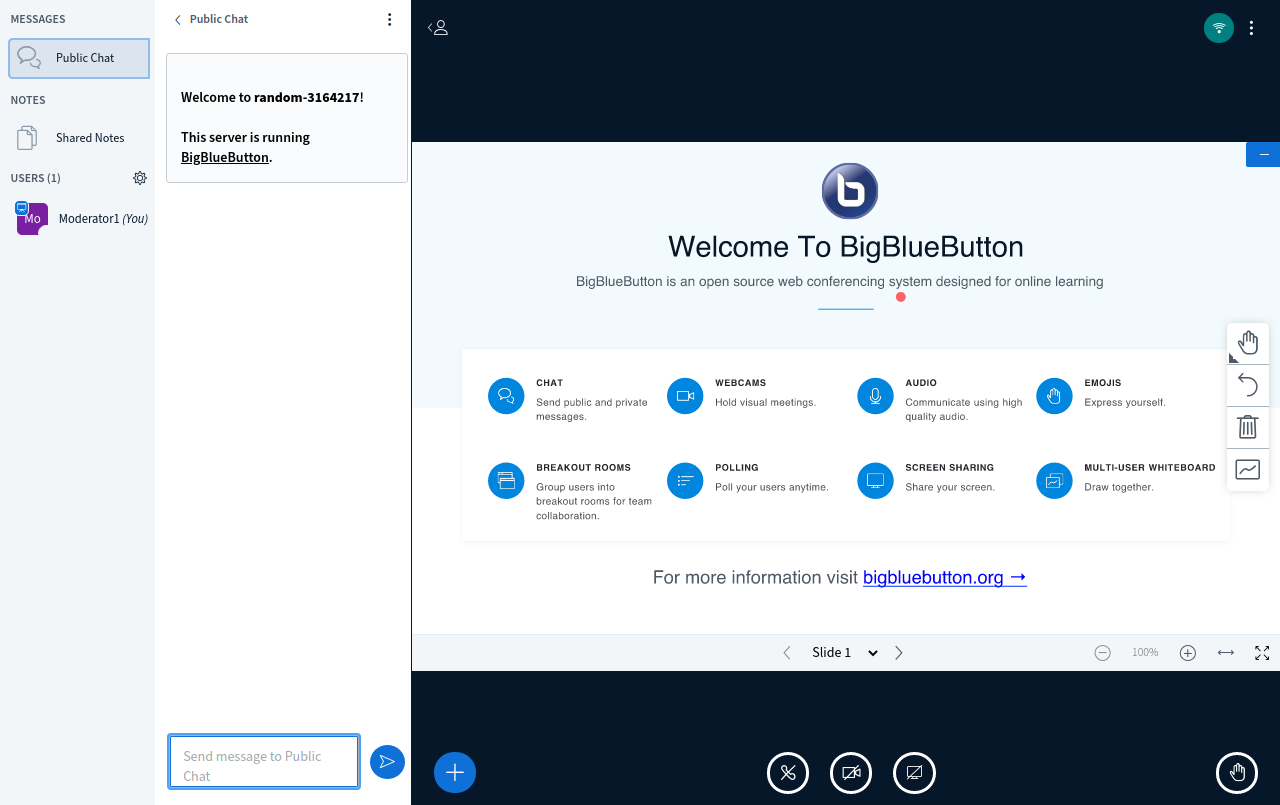 MESSAGES
Public Chat
NOTES
Shared Notes
USERS (1)
Mo
Moderator1 (You)
Public Chat
Welcome to random-3164217!
This server is running
BigBlueButton.
Send message to Public
Chat
Welcome To BigBlueButton
BigBlueButton is an open source web conferencing system designed for online learning
CHAT
Send public and private
messages.
WEBCAMS
Hold visual meetings.
AUDIO
Communicate using high
quality audio.
EMOJIS
Express yourself.
BREAKOUT ROOMS
Group users into
breakout rooms for team
collaboration.
POLLING
Poll your users anytime.
SCREEN SHARING
Share your screen.
MULTI-USER WHITEBOARD
Draw together.
For more information visit bigbluebutton.org →
Slide 1
100%